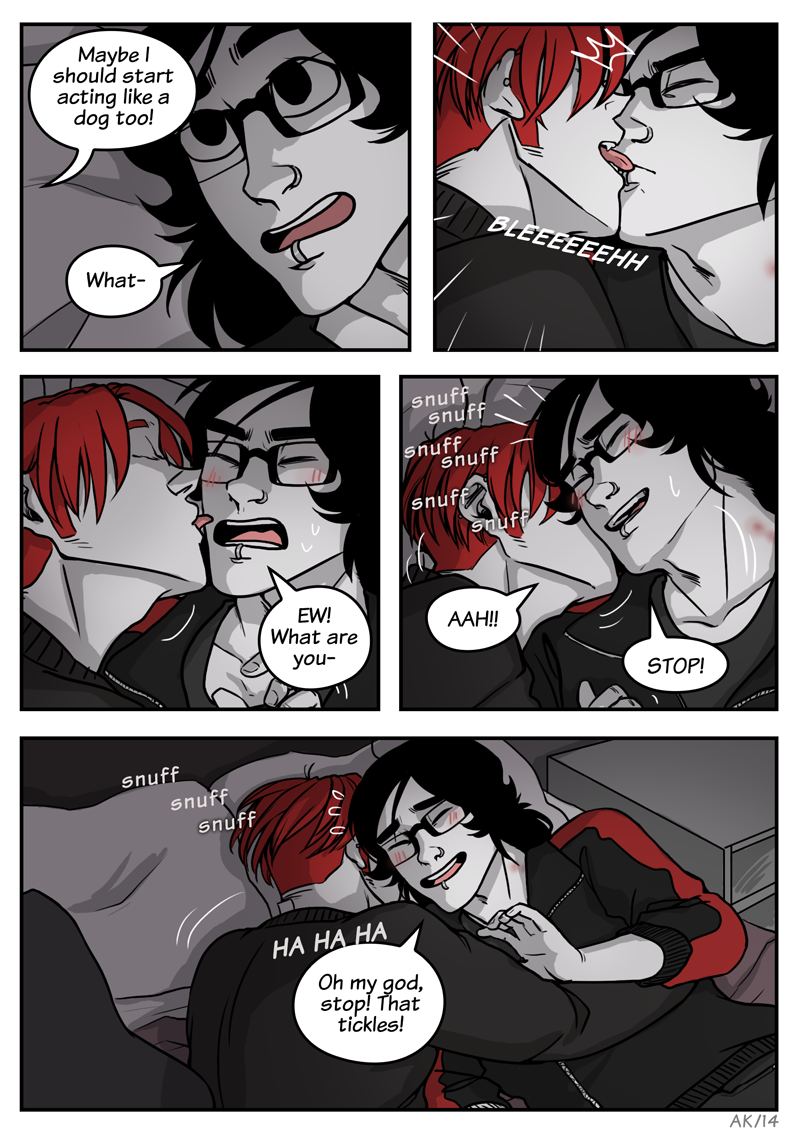 Maybe I
should start
acting like a
dog too!
What-
BLEEEEEEHH
EW!
What are
you-
snuff
snuff
snuff
snuff
snuff
snuff
AAH!!
STOP!
snuff
snuff
snuff
HA HA HA
Oh my god,
stop! That
tickles!
AK/14